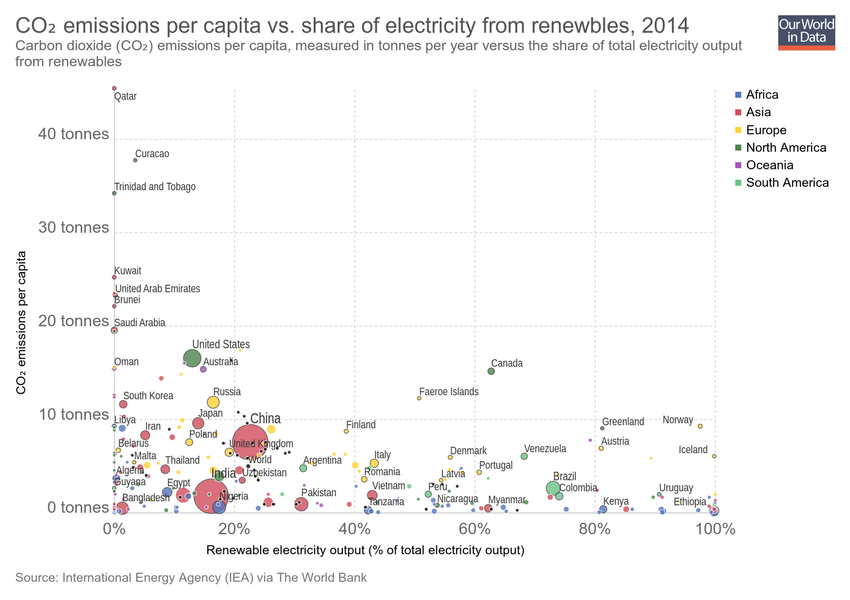 CO₂ emissions per capita vs. share of electricity from renewbles, 2014
Carbon dioxide (CO₂) emissions per capita, measured in tonnes per year versus the share of total electricity output
from renewables
Our World
in Data
Africa
Asia
Europe
North America
Oceania
South America
CO₂ emissions per capita
40 tonnes
30 tonnes
20 tonnes
10 tonnes
0 tonnes
Qatar
Curacao
Trinidad and Tobago
Kuwait
United Arab Emirates
Brunei
Saudi Arabia
United States
Oman
Australia
Canada
South Korea
Russia
Faeroe Islands
Japan
China
Libya
Iran
Poland
Finland
Greenland
Norway
Belarus
United Kingdom
Austria
Malta
Thailand
World
Argentina
Italy
Denmark
Venezuela
Iceland
Algeria
India
Uzbekistan
Romania
Latvia
Portugal
Guyana
Egypt
Vietnam
Peru
Brazil
Colombia
Uruguay
Bangladesh
Nigeria
Pakistan
Tanzania
Nicaragua
Myanmar
Kenya
Ethiopia
0%
20%
40%
60%
80%
100%
Renewable electricity output (% of total electricity output)
Source: International Energy Agency (IEA) via The World Bank